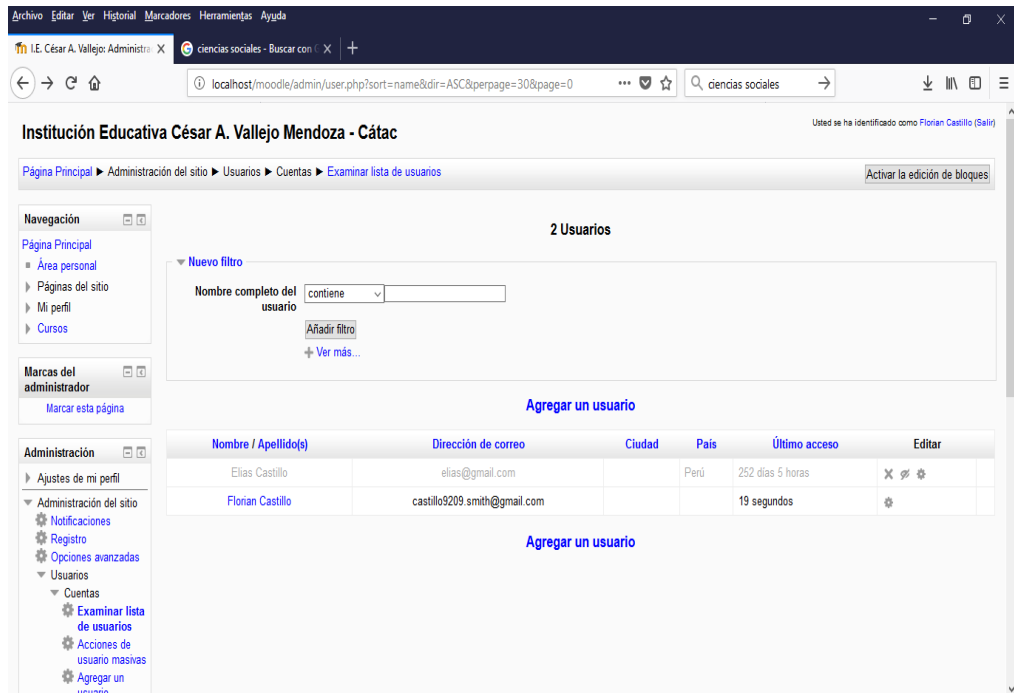 Archivo Editar Ver Historial Marcadores Herramientas Ayuda
I.E. César A. Vallejo: Administra
ciencias sociales - Buscar con G
localhost/moodle/admin/user.php?sort=name&dir=ASC&perpage=30&page=0
ciencias sociales
Usted se ha identificado como Florian Castillo (Salir)
Institución Educativa César A. Vallejo Mendoza - Cátac
Página Principal ► Administración del sitio ► Usuarios ► Cuentas ► Examinar lista de usuarios
Activar la edición de bloques
Navegación
Página Principal
Área personal
Páginas del sitio
Mi perfil
Cursos
Marcas del
administrador
Marcar esta página
Administración
Ajustes de mi perfil
Administración del sitio
Notificaciones
Registro
Opciones avanzadas
Usuarios
Cuentas
Examinar lista
de usuarios
Acciones de
usuario masivas
Agregar un
usuario
2 Usuarios
Nuevo filtro
Nombre completo del
usuario
contiene
Añadir filtro
Ver más...
Agregar un usuario
Nombre / Apellido(s) Dirección de correo Ciudad País Último acceso Editar
Elias Castillo elias@gmail.com Perú 252 días 5 horas
Florian Castillo castillo9209.smith@gmail.com 19 segundos
Agregar un usuario